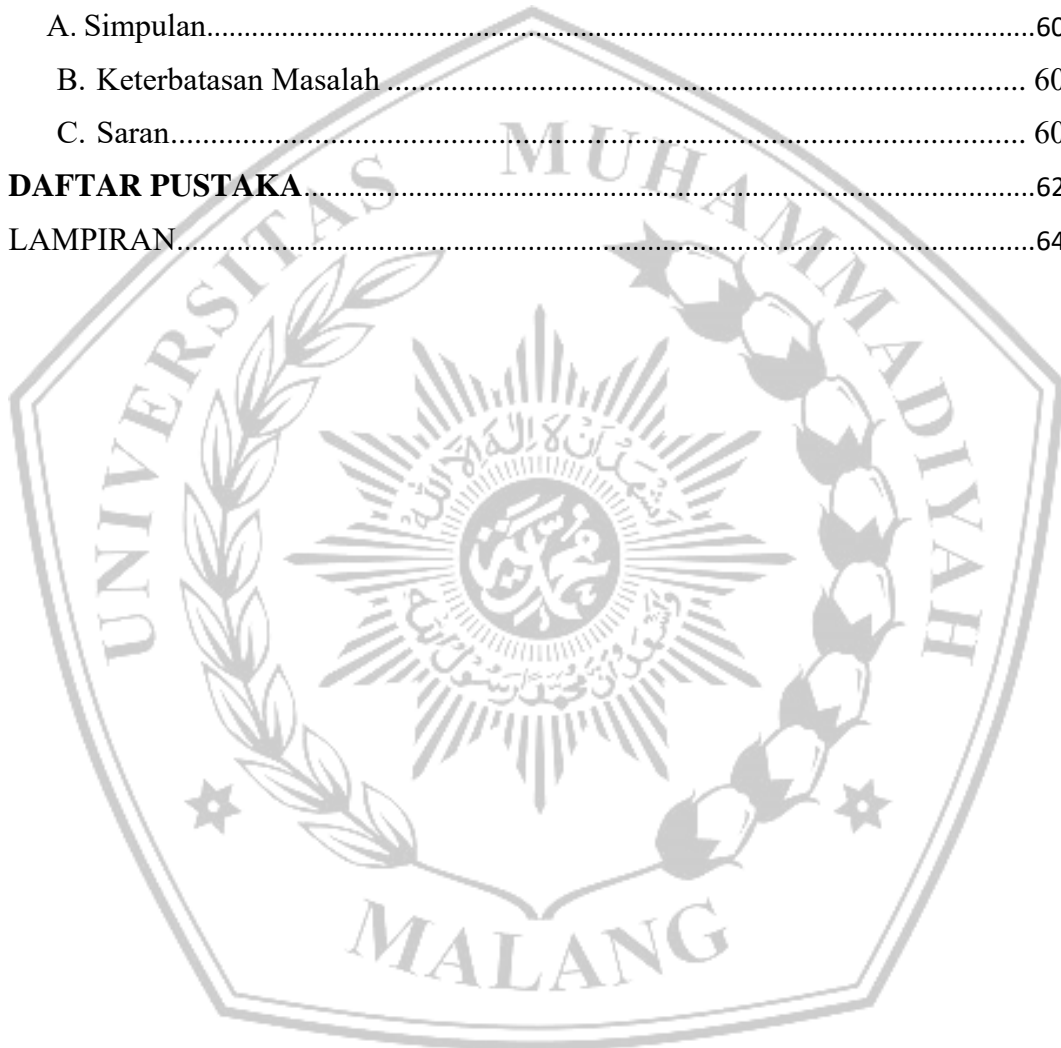 A. Simpulan.....................................................................................................60
B. Keterbatasan Masalah ................................................................................ 60
C. Saran........................................................................................................... 60
DAFTAR PUSTAKA...........................................................................................62
LAMPIRAN...........................................................................................................64
UNIVERSITAS MUHAMMADIYAH
MALANG